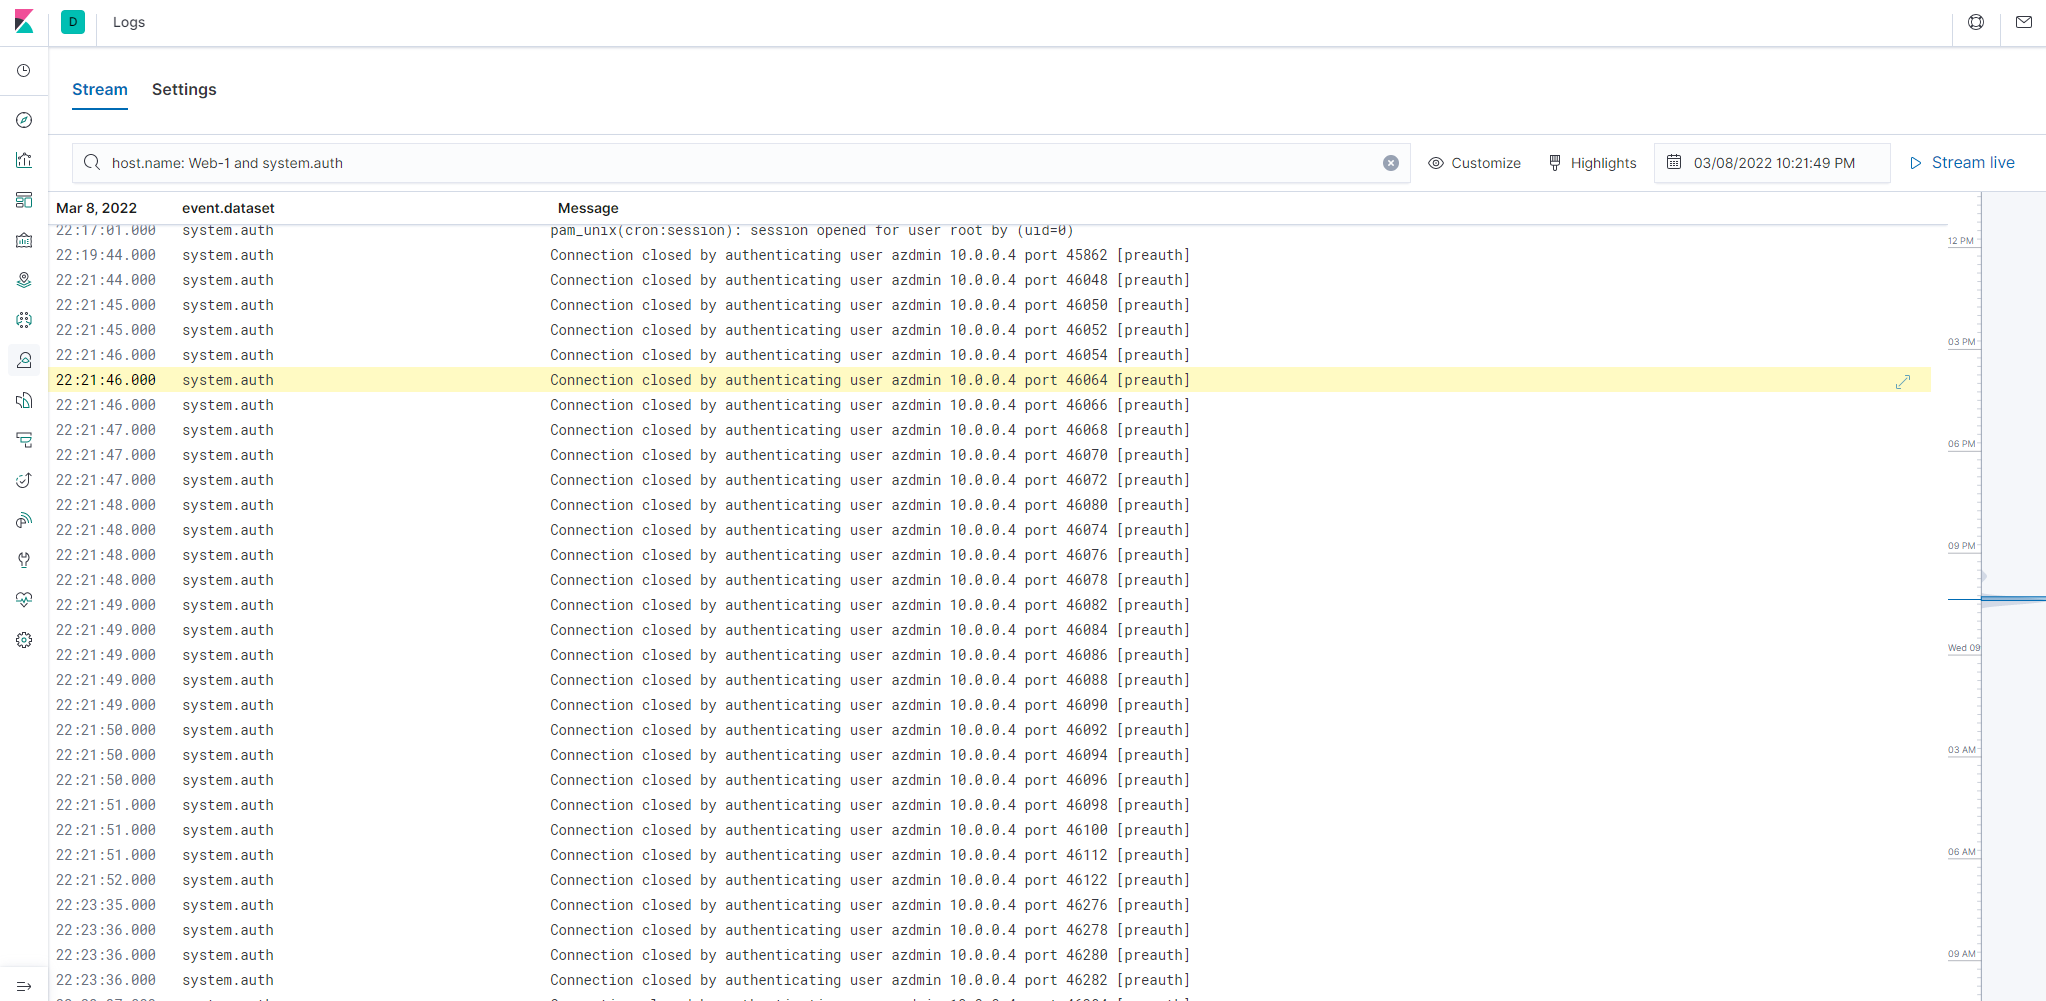 D Logs
Stream Settings
host.name: Web-1 and system.auth Customize Highlights 03/08/2022 10:21:49 PM Stream live
Mar 8, 2022 event.dataset Message
22:17:01.000 system.auth pam_unix(cron:session): session opened for user root by (uid=0)
22:19:44.000 system.auth Connection closed by authenticating user azdmin 10.0.0.4 port 45862 [preauth]
22:21:44.000 system.auth Connection closed by authenticating user azdmin 10.0.0.4 port 46048 [preauth]
22:21:45.000 system.auth Connection closed by authenticating user azdmin 10.0.0.4 port 46050 [preauth]
22:21:45.000 system.auth Connection closed by authenticating user azdmin 10.0.0.4 port 46052 [preauth]
22:21:46.000 system.auth Connection closed by authenticating user azdmin 10.0.0.4 port 46054 [preauth]
22:21:46.000 system.auth Connection closed by authenticating user azdmin 10.0.0.4 port 46064 [preauth]
22:21:46.000 system.auth Connection closed by authenticating user azdmin 10.0.0.4 port 46066 [preauth]
22:21:47.000 system.auth Connection closed by authenticating user azdmin 10.0.0.4 port 46068 [preauth]
22:21:47.000 system.auth Connection closed by authenticating user azdmin 10.0.0.4 port 46070 [preauth]
22:21:47.000 system.auth Connection closed by authenticating user azdmin 10.0.0.4 port 46072 [preauth]
22:21:48.000 system.auth Connection closed by authenticating user azdmin 10.0.0.4 port 46080 [preauth]
22:21:48.000 system.auth Connection closed by authenticating user azdmin 10.0.0.4 port 46074 [preauth]
22:21:48.000 system.auth Connection closed by authenticating user azdmin 10.0.0.4 port 46076 [preauth]
22:21:48.000 system.auth Connection closed by authenticating user azdmin 10.0.0.4 port 46078 [preauth]
22:21:49.000 system.auth Connection closed by authenticating user azdmin 10.0.0.4 port 46082 [preauth]
22:21:49.000 system.auth Connection closed by authenticating user azdmin 10.0.0.4 port 46084 [preauth]
22:21:49.000 system.auth Connection closed by authenticating user azdmin 10.0.0.4 port 46086 [preauth]
22:21:49.000 system.auth Connection closed by authenticating user azdmin 10.0.0.4 port 46088 [preauth]
22:21:49.000 system.auth Connection closed by authenticating user azdmin 10.0.0.4 port 46090 [preauth]
22:21:50.000 system.auth Connection closed by authenticating user azdmin 10.0.0.4 port 46092 [preauth]
22:21:50.000 system.auth Connection closed by authenticating user azdmin 10.0.0.4 port 46094 [preauth]
22:21:50.000 system.auth Connection closed by authenticating user azdmin 10.0.0.4 port 46096 [preauth]
22:21:51.000 system.auth Connection closed by authenticating user azdmin 10.0.0.4 port 46098 [preauth]
22:21:51.000 system.auth Connection closed by authenticating user azdmin 10.0.0.4 port 46100 [preauth]
22:21:51.000 system.auth Connection closed by authenticating user azdmin 10.0.0.4 port 46112 [preauth]
22:21:52.000 system.auth Connection closed by authenticating user azdmin 10.0.0.4 port 46122 [preauth]
22:23:35.000 system.auth Connection closed by authenticating user azdmin 10.0.0.4 port 46276 [preauth]
22:23:36.000 system.auth Connection closed by authenticating user azdmin 10.0.0.4 port 46278 [preauth]
22:23:36.000 system.auth Connection closed by authenticating user azdmin 10.0.0.4 port 46280 [preauth]
22:23:36.000 system.auth Connection closed by authenticating user azdmin 10.0.0.4 port 46282 [preauth]
12 PM
03 PM
06 PM
09 PM
Wed 09
03 AM
06 AM
09 AM